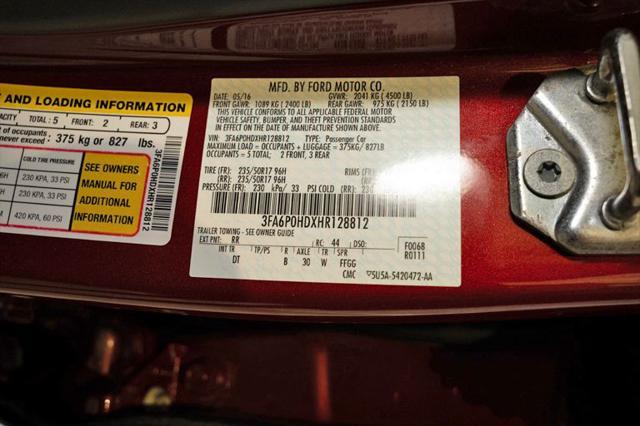 Y AND LOADING INFORMATION
ACITY TOTAL : 5 FRONT : 2 REAR: 3
of occupants
never exceed : 375 kg or 827 lbs.
COLD TIRE PRESSURE
230 KPA, 33 PSI
230 KPA, 33 PSI
420 KPA, 60 PSI
SEE OWNERS
MANUAL FOR
ADDITIONAL
INFORMATION
3FA6P0HDXHR128812
MFD. BY FORD MOTOR CO.
DATE: 05/16 GVWR: 2041 KG ( 4500 LB)
FRONT GAWR: 1089 KG ( 2400 LB) REAR GAWR: 975 KG ( 2150 LB)
THIS VEHICLE CONFORMS TO ALL APPLICABLE FEDERAL MOTOR VEHICLE
SAFETY, BUMPER, AND THEFT PREVENTION STANDARDS IN
EFFECT ON THE DATE OF MANUFACTURE SHOWN ABOVE.
VIN: 3FA6P0HDXHR128812 TYPE: Passenger Car
MAXIMUM LOAD = OCCUPANTS + LUGGAGE = 375KG/ 827LB
OCCUPANTS = 5 TOTAL: 2 FRONT, 3 REAR
TIRE (FR): 235/50R17 96H RIMS
(RR): 235/50R17 96H
PRESSURE (FR): 230 kPa/ 33 PSI COLD (RR)
3FA6P0HDXHR128812
TRAILER TOWING - SEE OWNER GUIDE
EXT PNT: RR RC: 44 DSO: F0068
INT TR TP/PS R AXLE TR SPR R0111
DT B 30 W FFGG
CMC ▽5U5A-5420472-AA